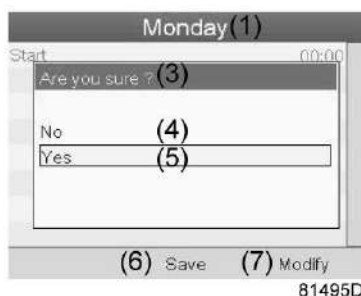 Monday(1)
Start 00:00
Are you sure ?(3)
No (4)
Yes (5)
(6) Save (7) Modify
81495D